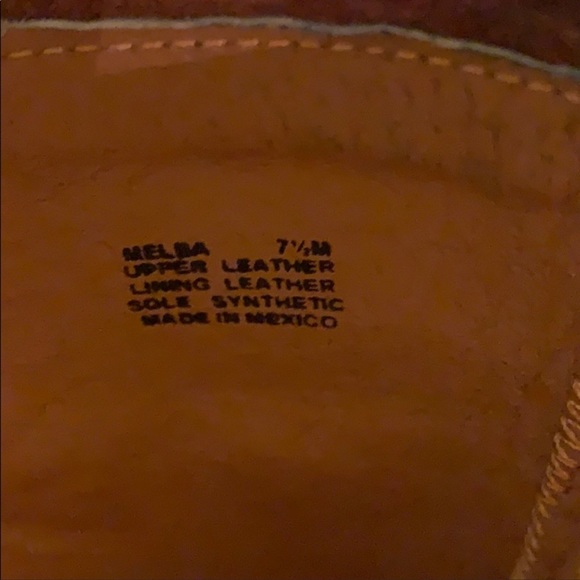 MELBA 7½M
UPPER LEATHER
LINING LEATHER
SOLE SYNTHETIC
MADE IN MEXICO